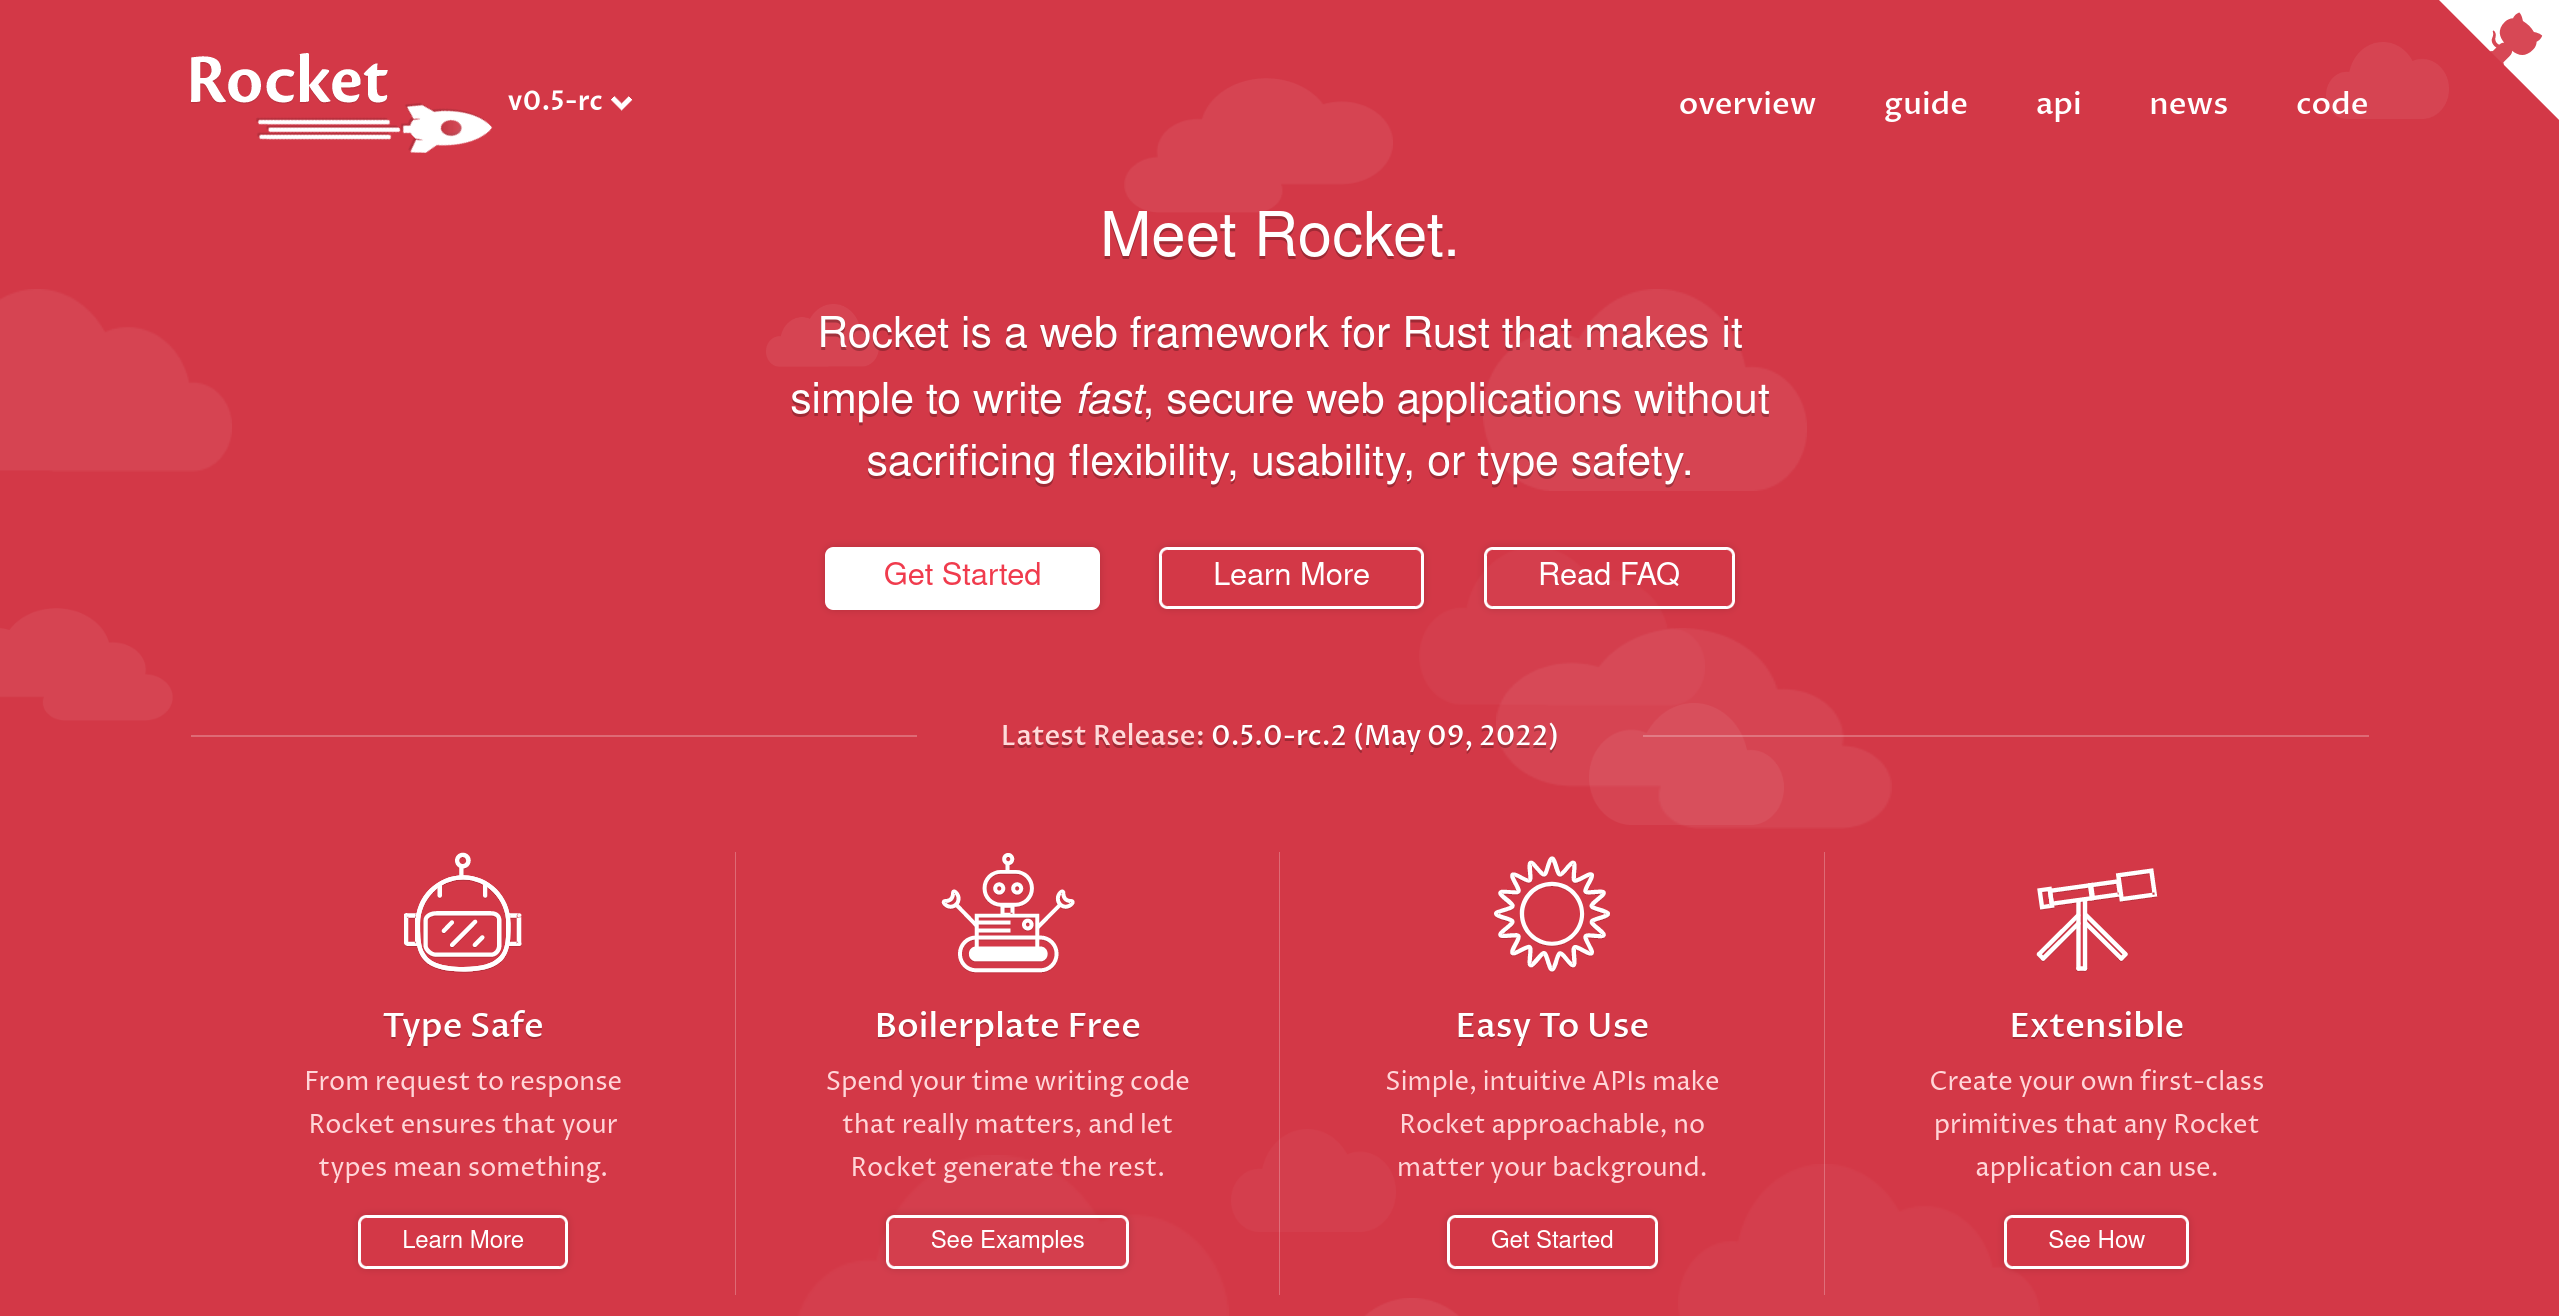 Rocket
v0.5-rc
overview
guide
api
news
code
Meet Rocket.
Rocket is a web framework for Rust that makes it
simple to write fast, secure web applications without
sacrificing flexibility, usability, or type safety.
Get Started
Learn More
Read FAQ
Latest Release: 0.5.0-rc.2 (May 09, 2022)
Type Safe
From request to response
Rocket ensures that your
types mean something.
Learn More
Boilerplate Free
Spend your time writing code
that really matters, and let
Rocket generate the rest.
See Examples
Easy To Use
Simple, intuitive APIs make
Rocket approachable, no
matter your background.
Get Started
Extensible
Create your own first-class
primitives that any Rocket
application can use.
See How